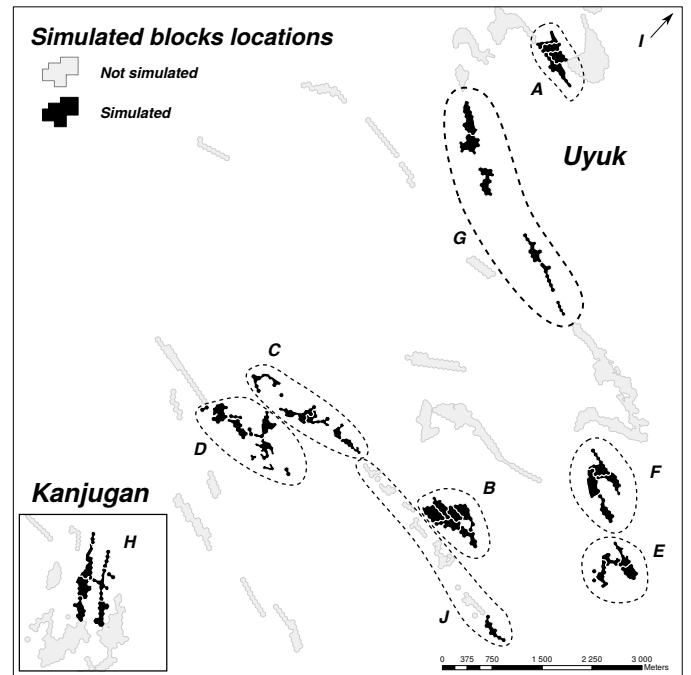 Simulated blocks locations
Not simulated
Simulated
I
A
Uyuk
G
C
D
B
F
E
Kanjugan
H
J
0 375 750 1 500 2 250 3 000
Meters